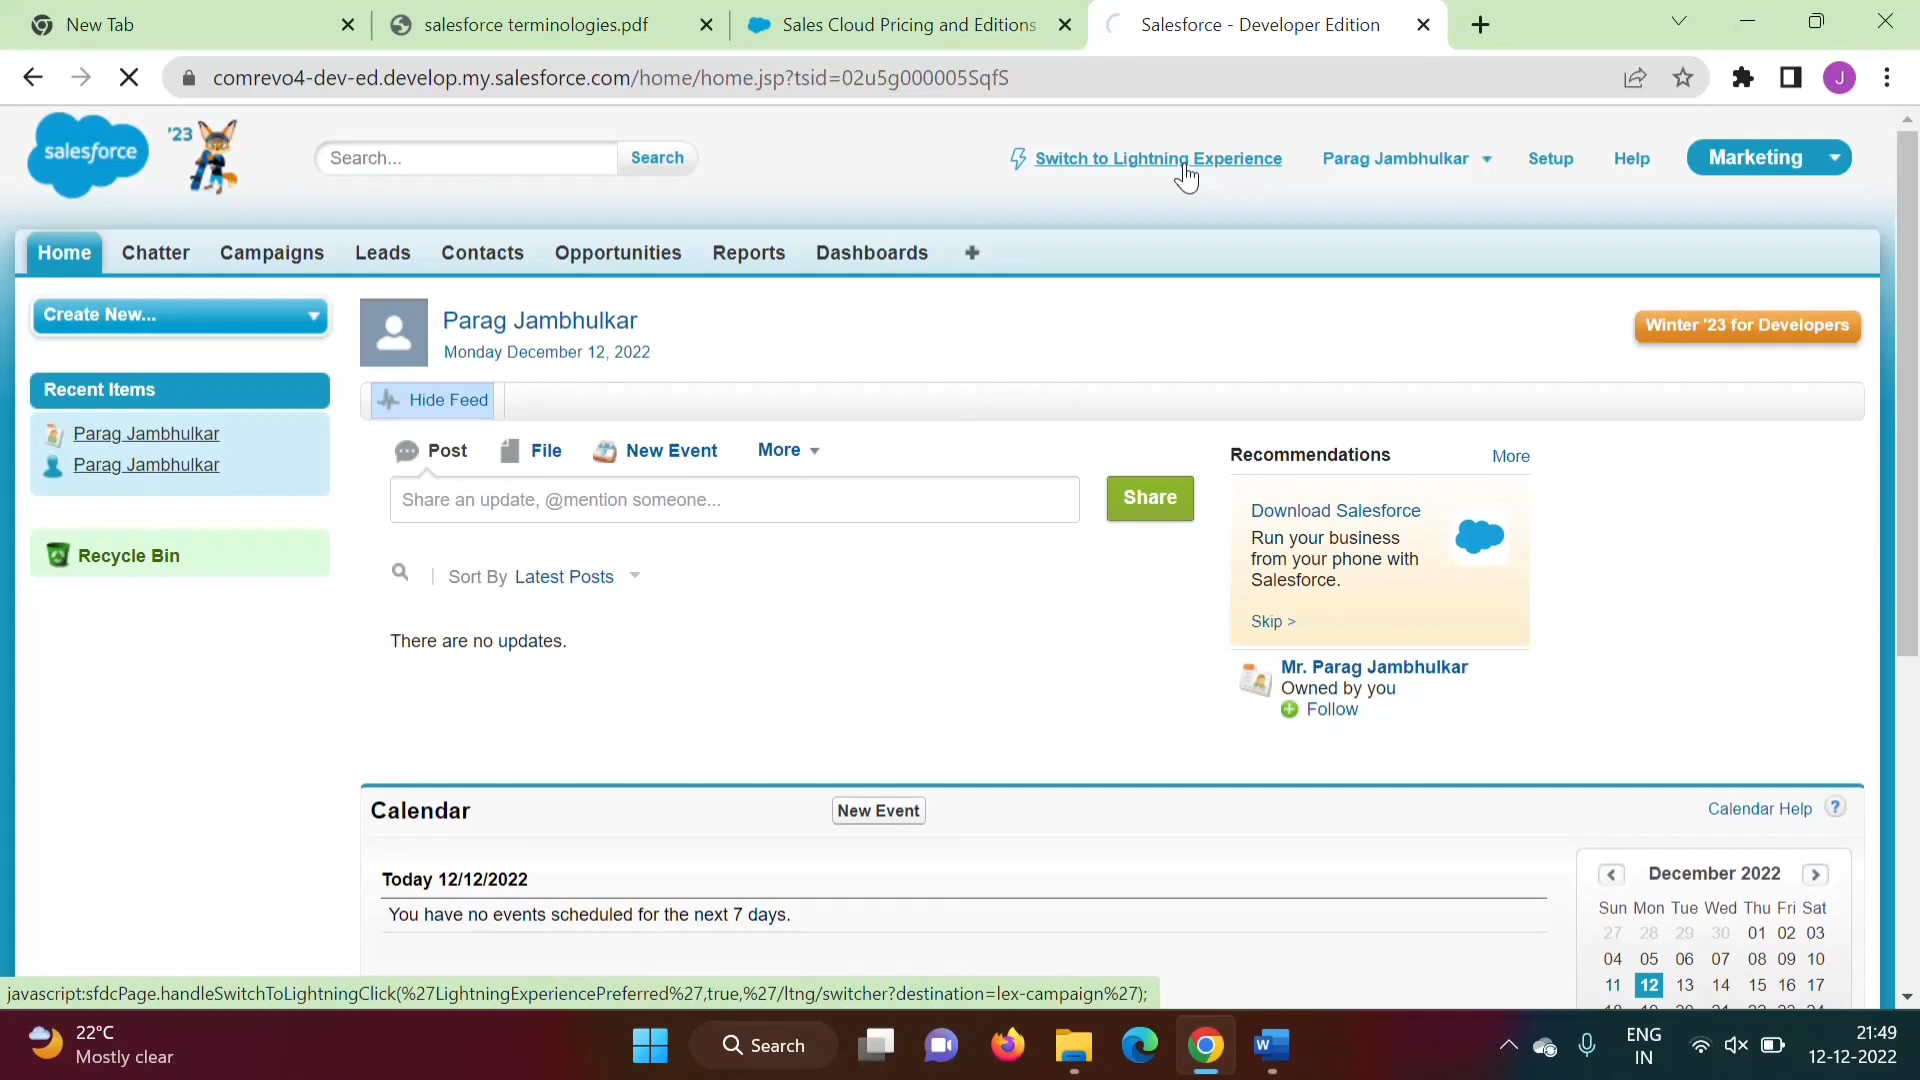 New Tab
salesforce terminologies.pdf
Sales Cloud Pricing and Editions
Salesforce - Developer Edition
comrevo4-dev-ed.develop.my.salesforce.com/home/home.jsp?tsid=02u5g000005SqfS
J
salesforce
'23
Search...
Search
Switch to Lightning Experience
Parag Jambhulkar
Setup
Help
Marketing
Home
Chatter
Campaigns
Leads
Contacts
Opportunities
Reports
Dashboards
Create New...
Recent Items
Parag Jambhulkar
Parag Jambhulkar
Recycle Bin
Parag Jambhulkar
Monday December 12, 2022
Winter '23 for Developers
Hide Feed
Post
File
New Event
More
Share an update, @mention someone...
Share
Sort By Latest Posts
There are no updates.
Recommendations
More
Download Salesforce
Run your business
from your phone with
Salesforce.
Skip >
Mr. Parag Jambhulkar
Owned by you
Follow
Calendar
New Event
Calendar Help ?
Today 12/12/2022
You have no events scheduled for the next 7 days.
December 2022
Sun Mon Tue Wed Thu Fri Sat
27 28 29 30 01 02 03
04 05 06 07 08 09 10
11 12 13 14 15 16 17
javascript:sfdcPage.handleSwitchToLightningClick(%27LightningExperiencePreferred%27,true,%27/ltng/switcher?destination=lex-campaign%27);
22°C
Mostly clear
Search
W
ENG
IN
21:49
12-12-2022